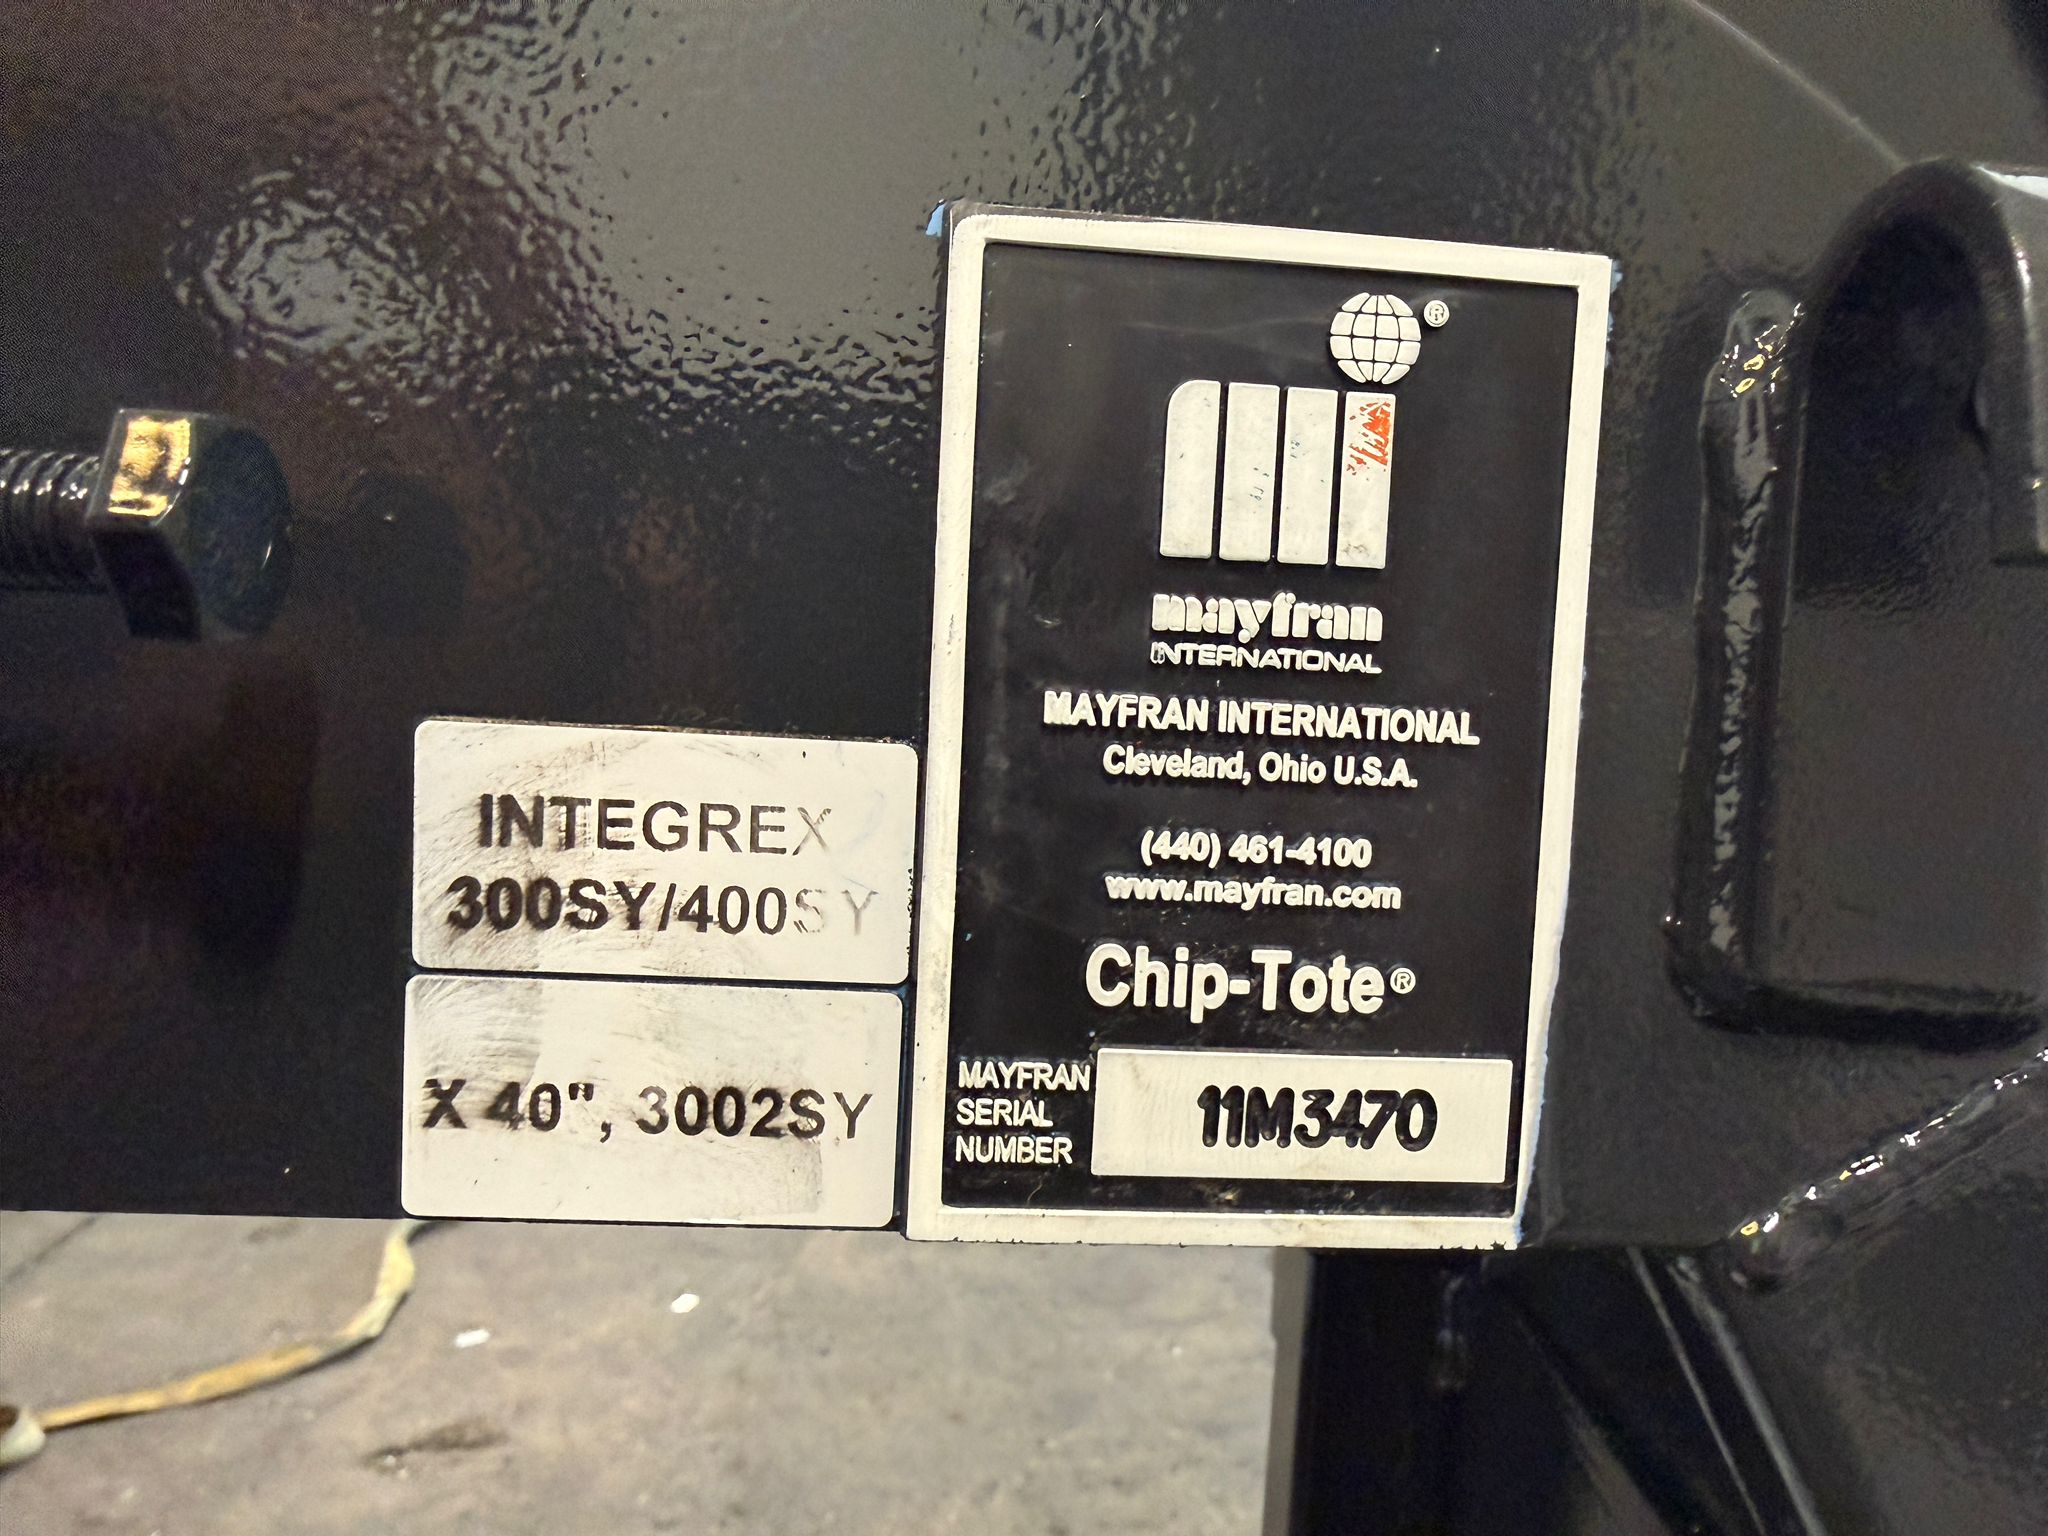 INTEGREX
300SY/400SY
X 40", 3002SY
®
mayfran
INTERNATIONAL
MAYFRAN INTERNATIONAL
Cleveland, Ohio U.S.A.
(440) 461-4100
www.mayfran.com
Chip-Tote®
MAYFRAN
SERIAL
NUMBER
11M3470